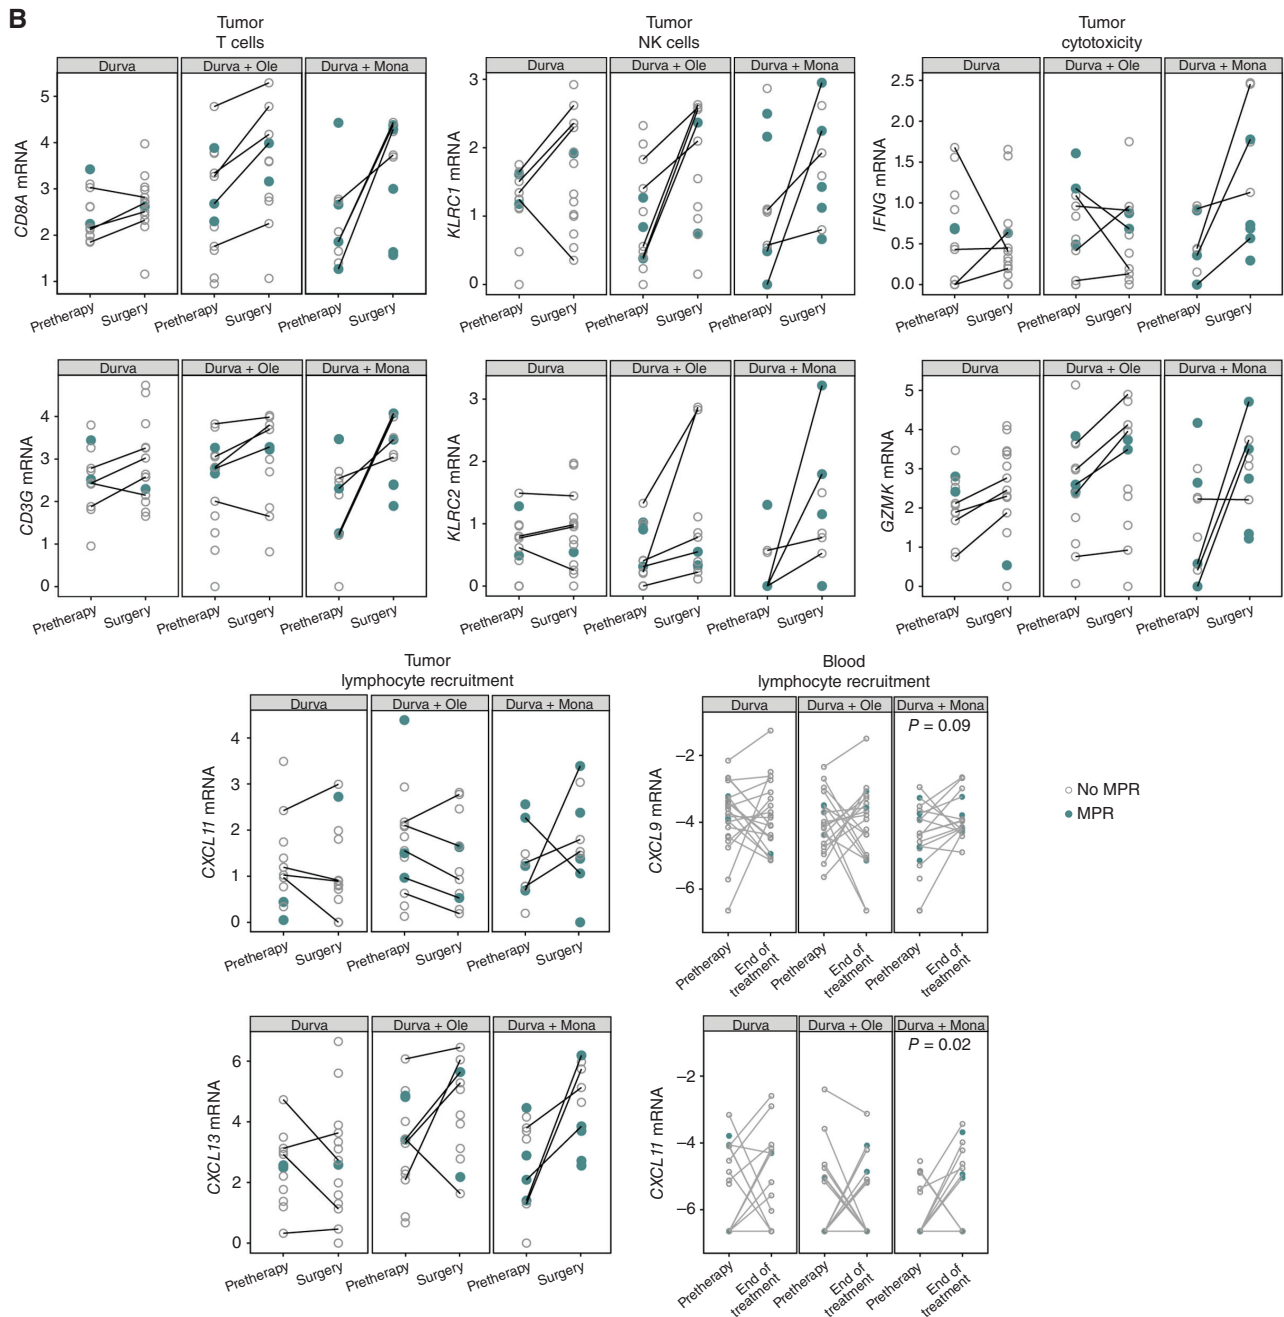 B
Tumor
T cells
Tumor
NK cells
Tumor
cytotoxicity
Durva
Durva + Ole
Durva + Mona
Durva
Durva + Ole
Durva + Mona
Durva
Durva + Ole
Durva + Mona
CD8A mRNA
5
4
3
2
1
KLRC1 mRNA
3
2
1
0
IFNG mRNA
2.5
2.0
1.5
1.0
0.5
0.0
Pretherapy
Surgery
Pretherapy
Surgery
Pretherapy
Surgery
Pretherapy
Surgery
Pretherapy
Surgery
Pretherapy
Surgery
Pretherapy
Surgery
Pretherapy
Surgery
Pretherapy
Surgery
Durva
Durva + Ole
Durva + Mona
Durva
Durva + Ole
Durva + Mona
Durva
Durva + Ole
Durva + Mona
CD3G mRNA
4
3
2
1
0
KLRC2 mRNA
3
2
1
0
GZMK mRNA
5
4
3
2
1
0
Pretherapy
Surgery
Pretherapy
Surgery
Pretherapy
Surgery
Pretherapy
Surgery
Pretherapy
Surgery
Pretherapy
Surgery
Pretherapy
Surgery
Pretherapy
Surgery
Pretherapy
Surgery
Tumor
lymphocyte recruitment
Blood
lymphocyte recruitment
Durva
Durva + Ole
Durva + Mona
Durva
Durva + Ole
Durva + Mona
P = 0.09
CXCL11 mRNA
4
3
2
1
0
CXCL9 mRNA
−2
−4
−6
No MPR
MPR
Pretherapy
Surgery
Pretherapy
Surgery
Pretherapy
Surgery
Pretherapy
End of
treatment
Pretherapy
End of
treatment
Pretherapy
End of
treatment
Durva
Durva + Ole
Durva + Mona
Durva
Durva + Ole
Durva + Mona
P = 0.02
CXCL13 mRNA
6
4
2
0
CXCL11 mRNA
−2
−4
−6
Pretherapy
Surgery
Pretherapy
Surgery
Pretherapy
Surgery
Pretherapy
End of
treatment
Pretherapy
End of
treatment
Pretherapy
End of
treatment